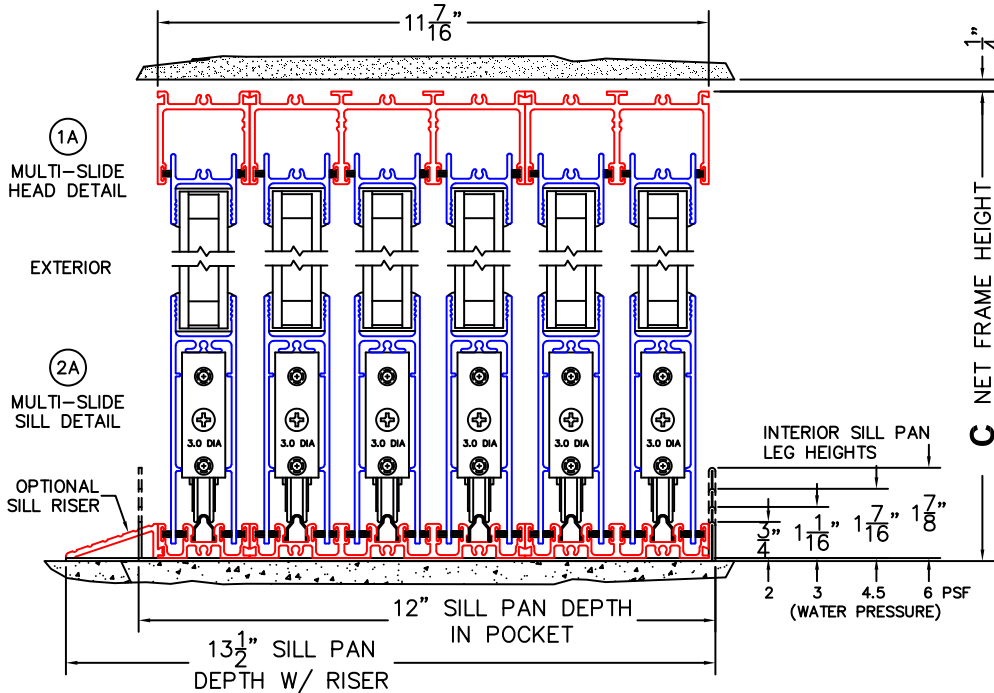 11 7/16"
1"
1A
MULTI-SLIDE
HEAD DETAIL
EXTERIOR
2A
MULTI-SLIDE
SILL DETAIL
3.0 DIA
3.0 DIA
3.0 DIA
3.0 DIA
3.0 DIA
3.0 DIA
C NET FRAME HEIGHT
INTERIOR SILL PAN
LEG HEIGHTS
OPTIONAL
SILL RISER
3/4"
1 1/16"
1 7/16"
1 7/8"
2 3 4.5 6 PSF
(WATER PRESSURE)
12" SILL PAN DEPTH
IN POCKET
13 1/2" SILL PAN
DEPTH W/ RISER